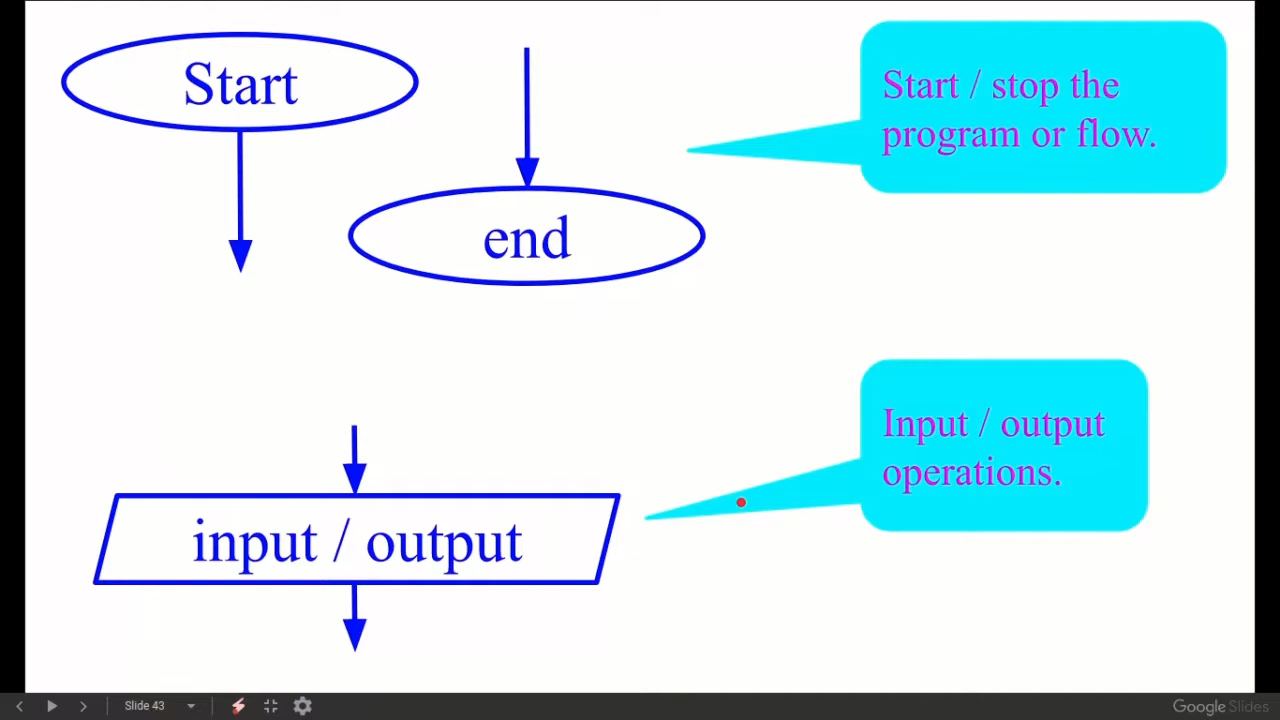 Start
Start / stop the
program or flow.
end
Input / output
operations.
input / output
Slide 43
Google Slides